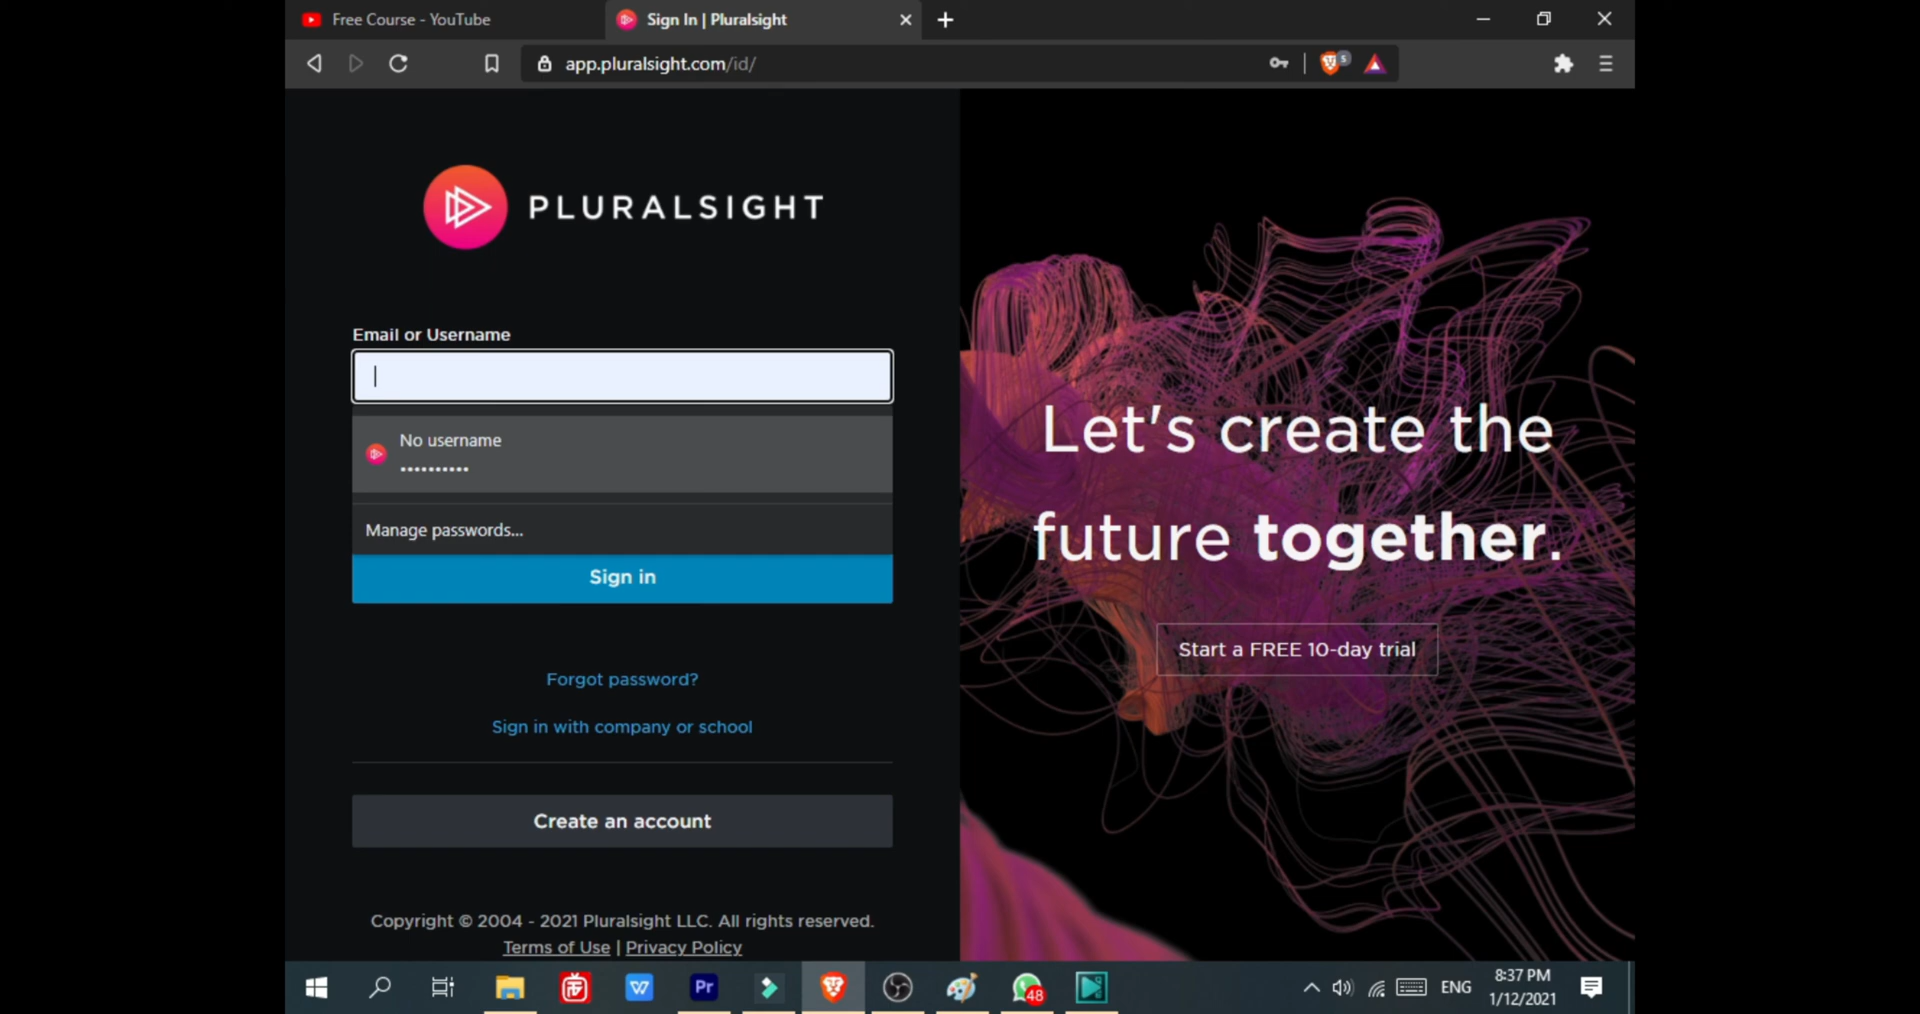 Free Course - YouTube
Sign In | Pluralsight
app.pluralsight.com/id/
5
PLURALSIGHT
Email or Username
No username
••••••••••
Manage passwords...
Sign in
Forgot password?
Sign in with company or school
Create an account
Copyright © 2004 - 2021 Pluralsight LLC. All rights reserved.
Terms of Use | Privacy Policy
Let's create the
future together.
Start a FREE 10-day trial
W
Pr
48
ENG
8:37 PM
1/12/2021